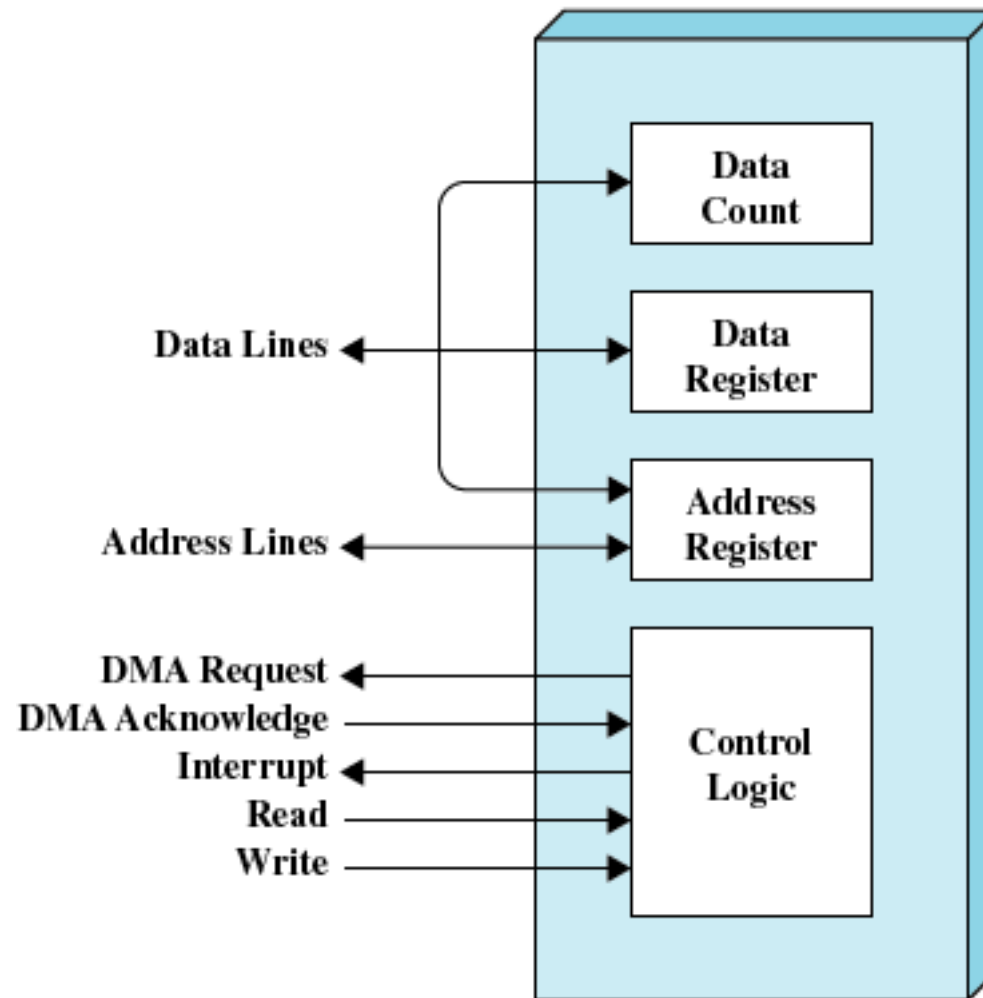 Data
Count
Data Lines
Data
Register
Address
Register
Address Lines
DMA Request
DMA Acknowledge
Interrupt
Read
Write
Control
Logic